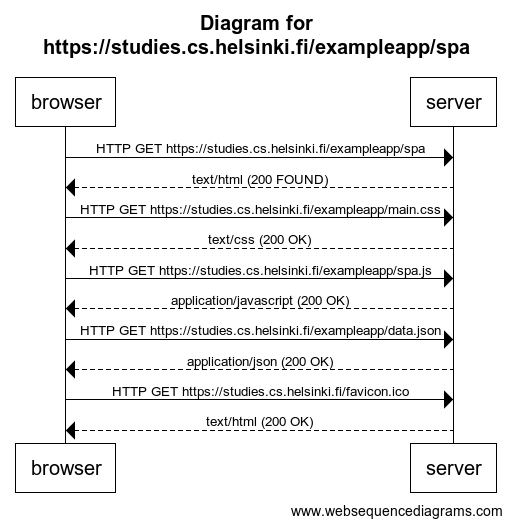 Diagram for
https://studies.cs.helsinki.fi/exampleapp/spa
browser server
HTTP GET https://studies.cs.helsinki.fi/exampleapp/spa
text/html (200 FOUND)
HTTP GET https://studies.cs.helsinki.fi/exampleapp/main.css
text/css (200 OK)
HTTP GET https://studies.cs.helsinki.fi/exampleapp/spa.js
application/javascript (200 OK)
HTTP GET https://studies.cs.helsinki.fi/exampleapp/data.json
application/json (200 OK)
HTTP GET https://studies.cs.helsinki.fi/favicon.ico
text/html (200 OK)
browser server
www.websequencediagrams.com